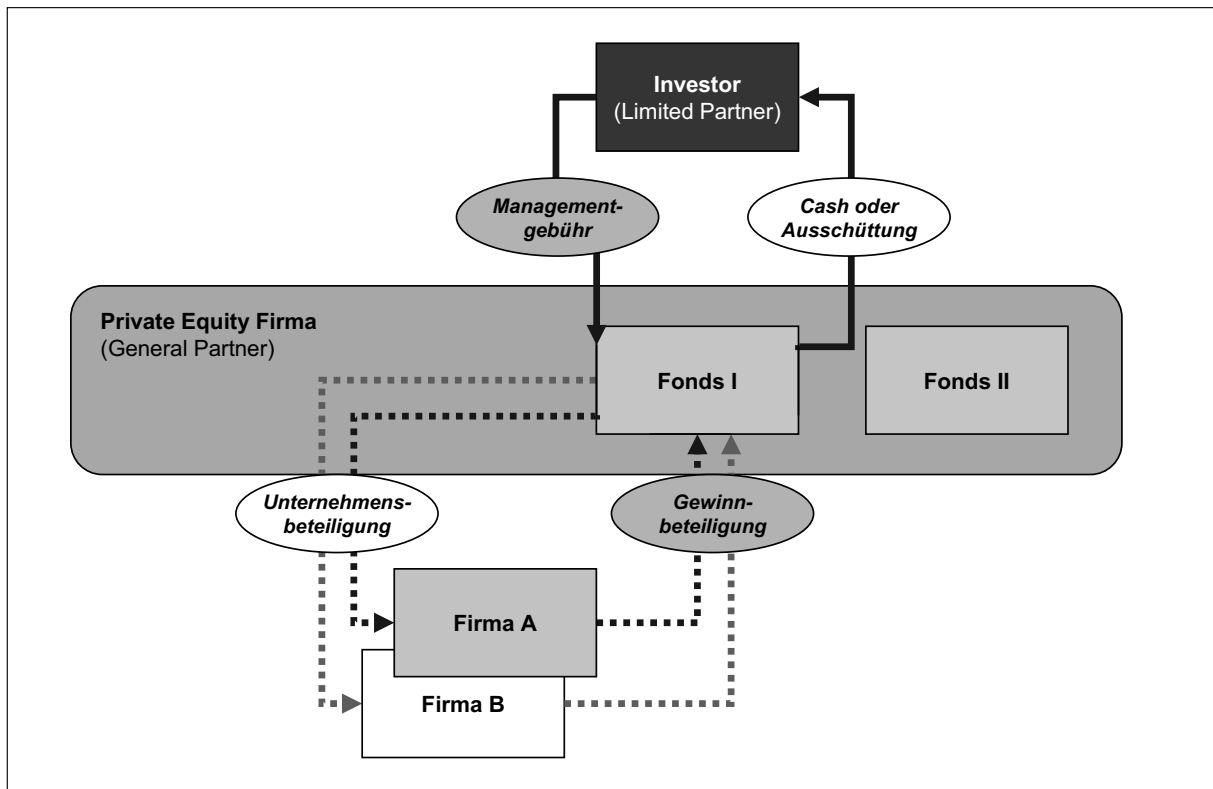 Investor
(Limited Partner)
Management-
gebühr
Cash oder
Ausschüttung
Private Equity Firma
(General Partner)
Fonds I
Fonds II
Unternehmens-
beteiligung
Gewinn-
beteiligung
Firma A
Firma B